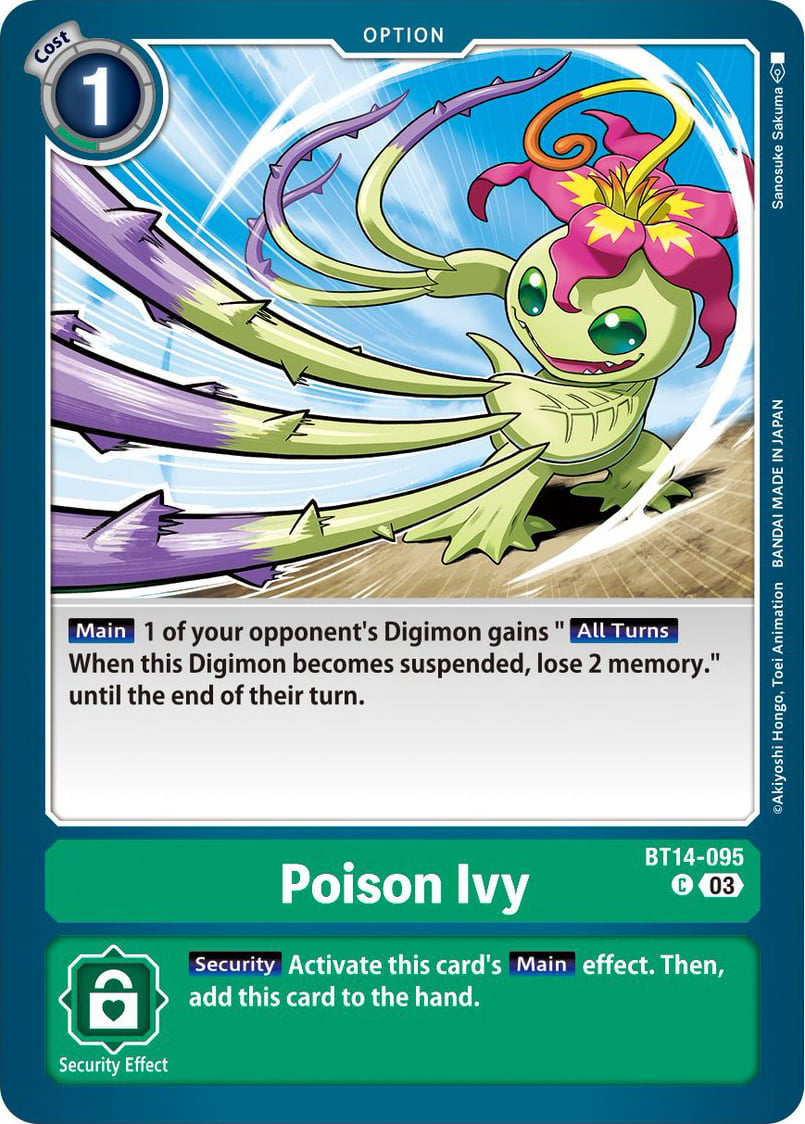 OPTION
Cost
1
Sanosuke Sakuma
Main 1 of your opponent's Digimon gains " All Turns
When this Digimon becomes suspended, lose 2 memory."
until the end of their turn.
©Akiyoshi Hongo, Toei Animation BANDAI MADE IN JAPAN
BT14-095
Poison Ivy
C 03
Security Activate this card's Main effect. Then,
add this card to the hand.
Security Effect